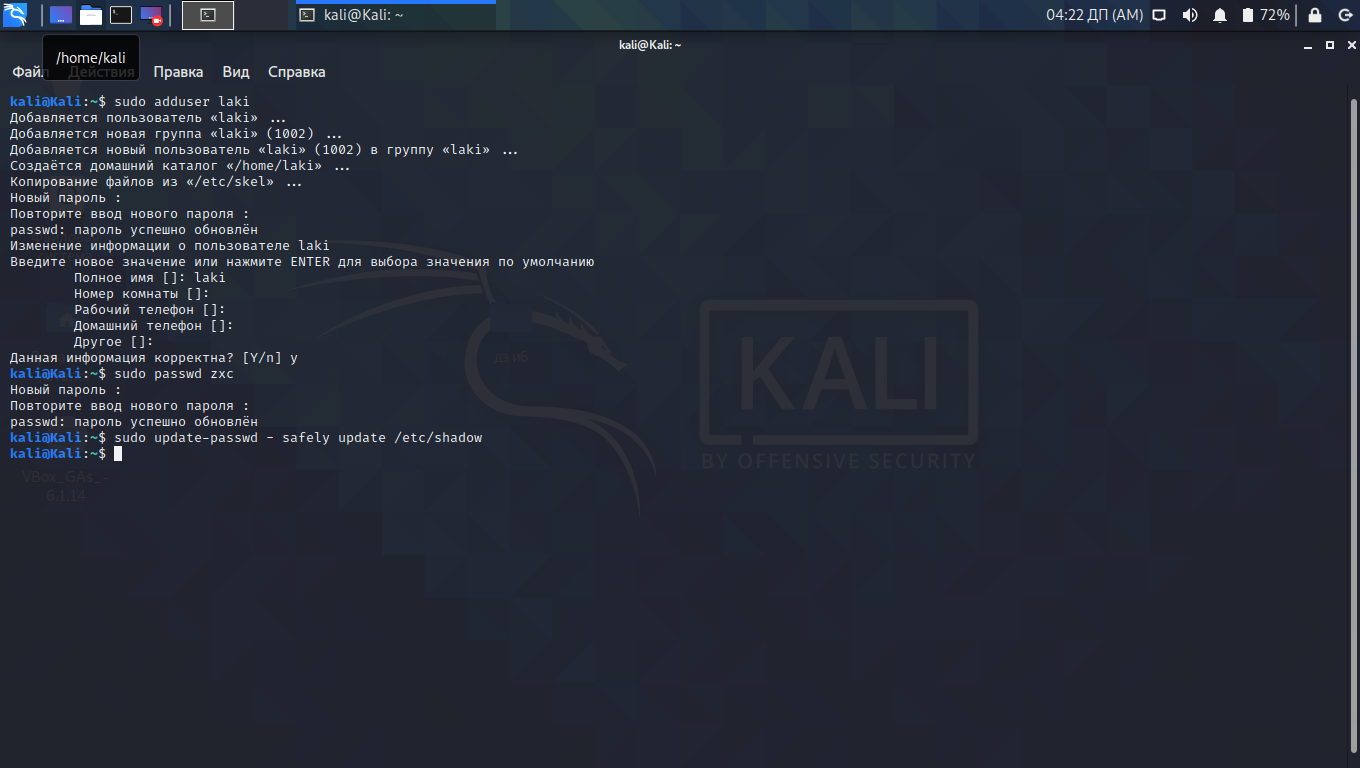 kali@Kali: ~
04:22 ДП (AM)
72%
kali@Kali: ~
/home/kali
Файл Действия Правка Вид Справка
kali@Kali:~$ sudo adduser laki
Добавляется пользователь «laki» ...
Добавляется новая группа «laki» (1002) ...
Добавляется новый пользователь «laki» (1002) в группу «laki» ...
Создаётся домашний каталог «/home/laki» ...
Копирование файлов из «/etc/skel» ...
Новый пароль :
Повторите ввод нового пароля :
passwd: пароль успешно обновлён
Изменение информации о пользователе laki
Введите новое значение или нажмите ENTER для выбора значения по умолчанию
Полное имя []: laki
Номер комнаты []:
Рабочий телефон []:
Домашний телефон []:
Другое []:
Данная информация корректна? [Y/n] y
kali@Kali:~$ sudo passwd zxc
Новый пароль :
Повторите ввод нового пароля :
passwd: пароль успешно обновлён
kali@Kali:~$ sudo update-passwd - safely update /etc/shadow
kali@Kali:~$
дз иб
KALI
BY OFFENSIVE SECURITY
VBox_GAs_-
6.1.14